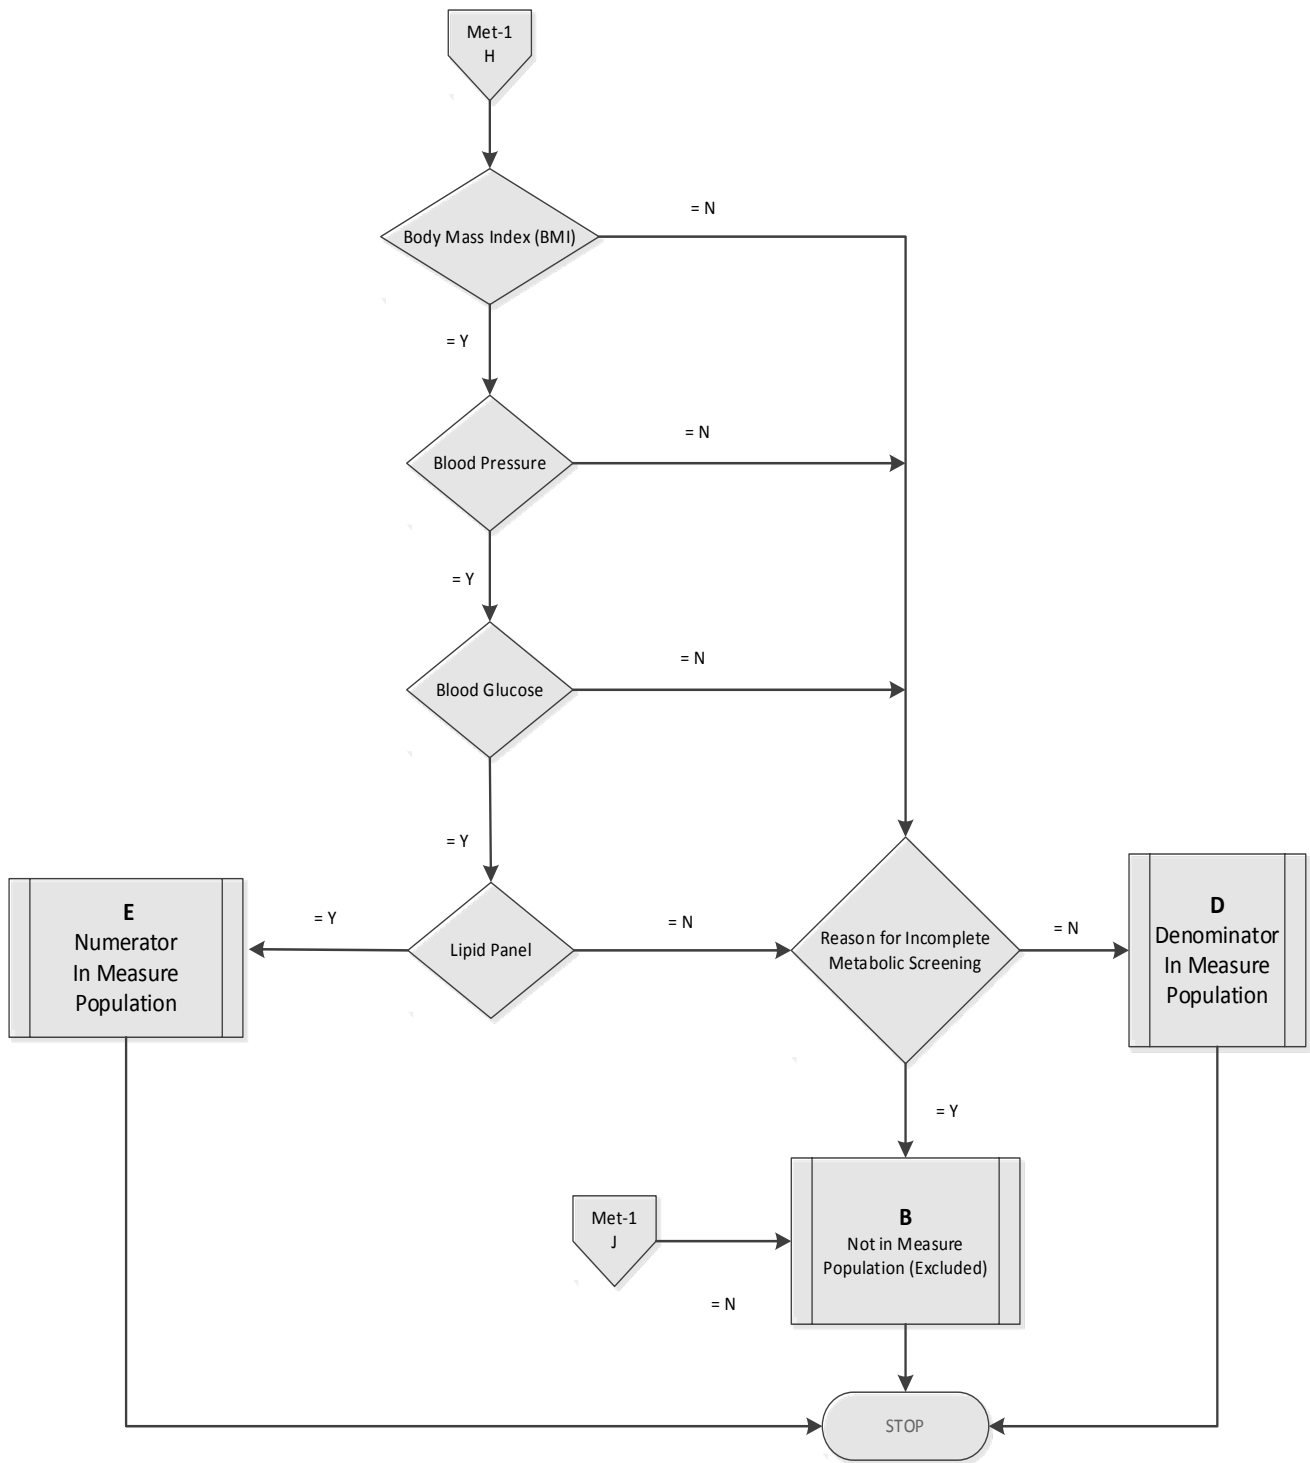 Met-1
H
= N
Body Mass Index (BMI)
= Y
= N
Blood Pressure
= Y
= N
Blood Glucose
= Y
E
Numerator
In Measure
Population
= Y
Lipid Panel
= N
Reason for Incomplete
Metabolic Screening
= N
D
Denominator
In Measure
Population
= Y
Met-1
J
= N
B
Not in Measure
Population (Excluded)
STOP